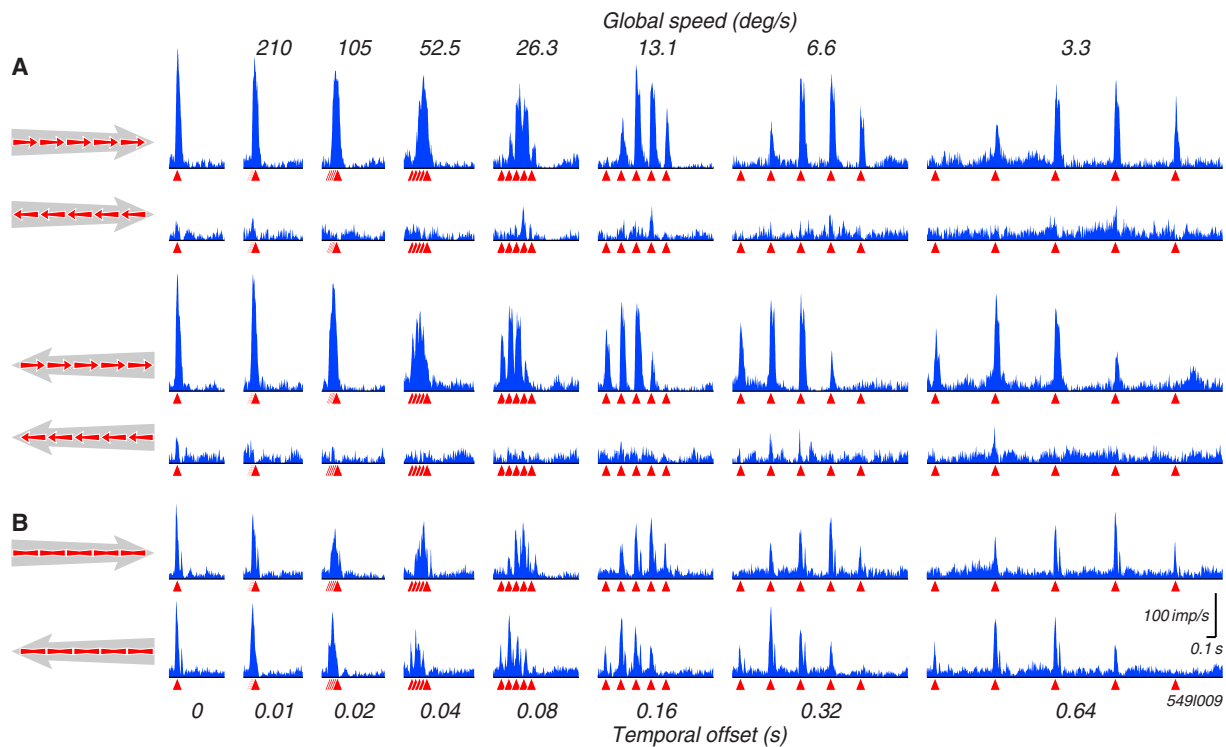 Global speed (deg/s)
210 105 52.5 26.3 13.1 6.6 3.3
A
B
100 imp/s
0.1 s
549l009
0 0.01 0.02 0.04 0.08 0.16 0.32 0.64
Temporal offset (s)